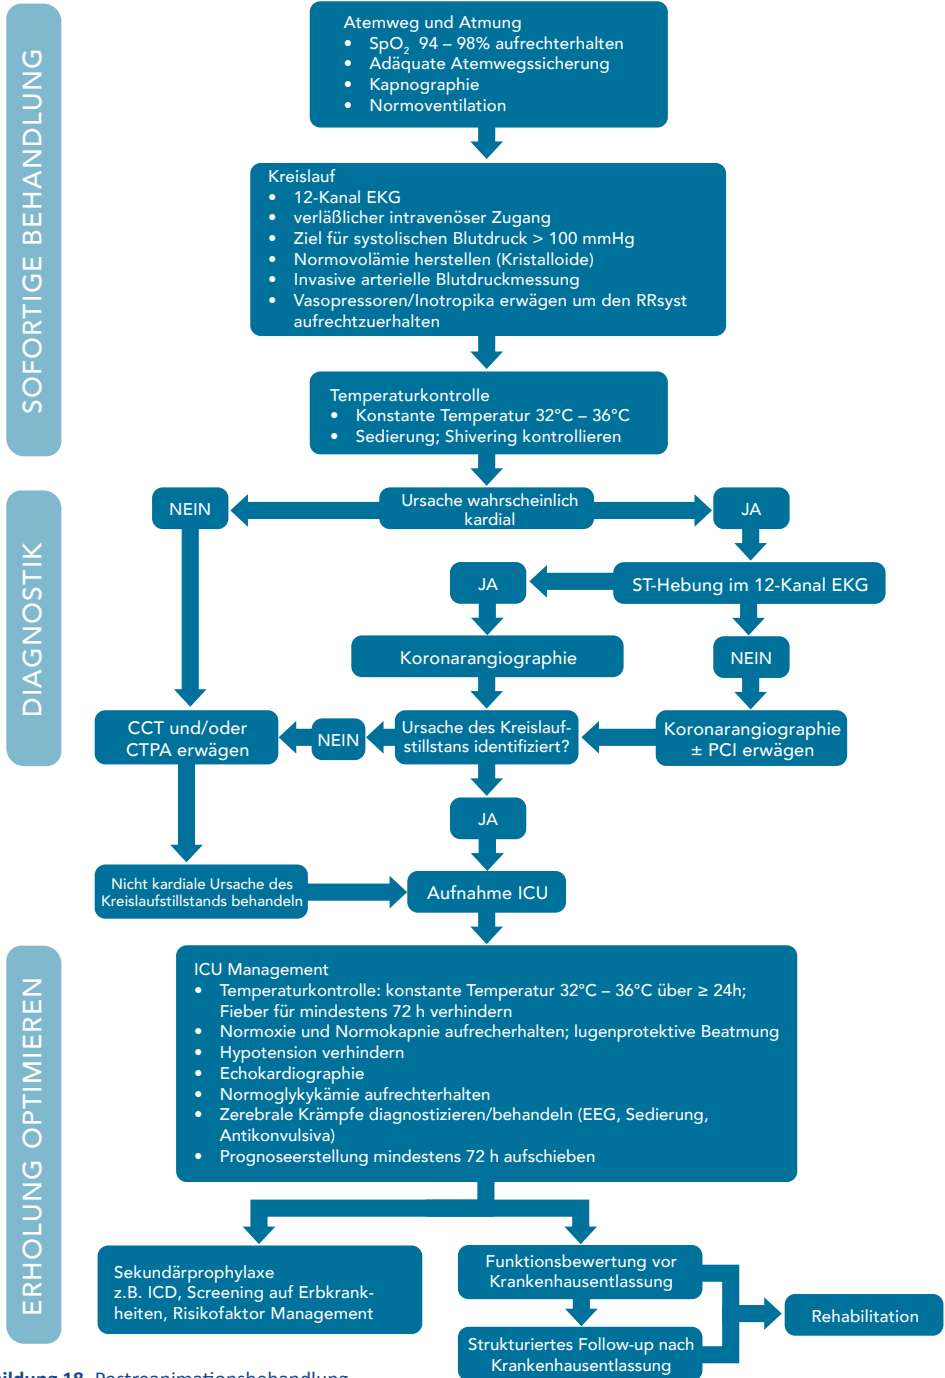 SOFORTIGE BEHANDLUNG
Atemweg und Atmung
• SpO2 94 – 98% aufrechterhalten
• Adäquate Atemwegssicherung
• Kapnographie
• Normoventilation
Kreislauf
• 12-Kanal EKG
• verläßlicher intravenöser Zugang
• Ziel für systolischen Blutdruck > 100 mmHg
• Normovolämie herstellen (Kristalloide)
• Invasive arterielle Blutdruckmessung
• Vasopressoren/Inotropika erwägen um den RRsyst
aufrechtzuerhalten
Temperaturkontrolle
• Konstante Temperatur 32°C – 36°C
• Sedierung; Shivering kontrollieren
DIAGNOSTIK
NEIN
Ursache wahrscheinlich
kardial
JA
JA
ST-Hebung im 12-Kanal EKG
Koronarangiographie
NEIN
CCT und/oder
CTPA erwägen
NEIN
Ursache des Kreislauf-
stillstans identifiziert?
Koronarangiographie
± PCI erwägen
JA
Nicht kardiale Ursache des
Kreislaufstillstands behandeln
Aufnahme ICU
ERHOLUNG OPTIMIEREN
ICU Management
• Temperaturkontrolle: konstante Temperatur 32°C – 36°C über ≥ 24h;
Fieber für mindestens 72 h verhindern
• Normoxie und Normokapnie aufrecherhalten; lugenprotektive Beatmung
• Hypotension verhindern
• Echokardiographie
• Normoglykykämie aufrechterhalten
• Zerebrale Krämpfe diagnostizieren/behandeln (EEG, Sedierung,
Antikonvulsiva)
• Prognoseerstellung mindestens 72 h aufschieben
Sekundärprophylaxe
z.B. ICD, Screening auf Erbkrank-
heiten, Risikofaktor Management
Funktionsbewertung vor
Krankenhausentlassung
Strukturiertes Follow-up nach
Krankenhausentlassung
Rehabilitation
ildung 18 Postreanimationsbehandlung